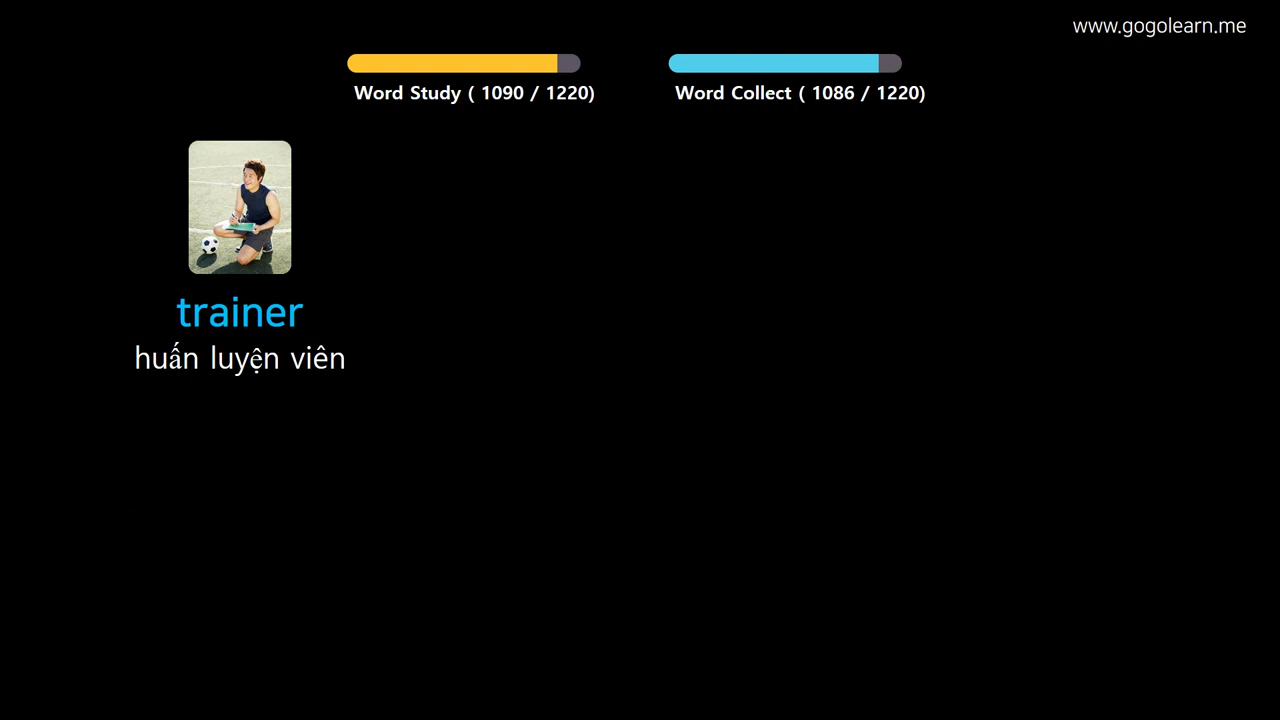 www.gogolearn.me
Word Study ( 1090 / 1220)
Word Collect ( 1086 / 1220)
trainer
huấn luyện viên